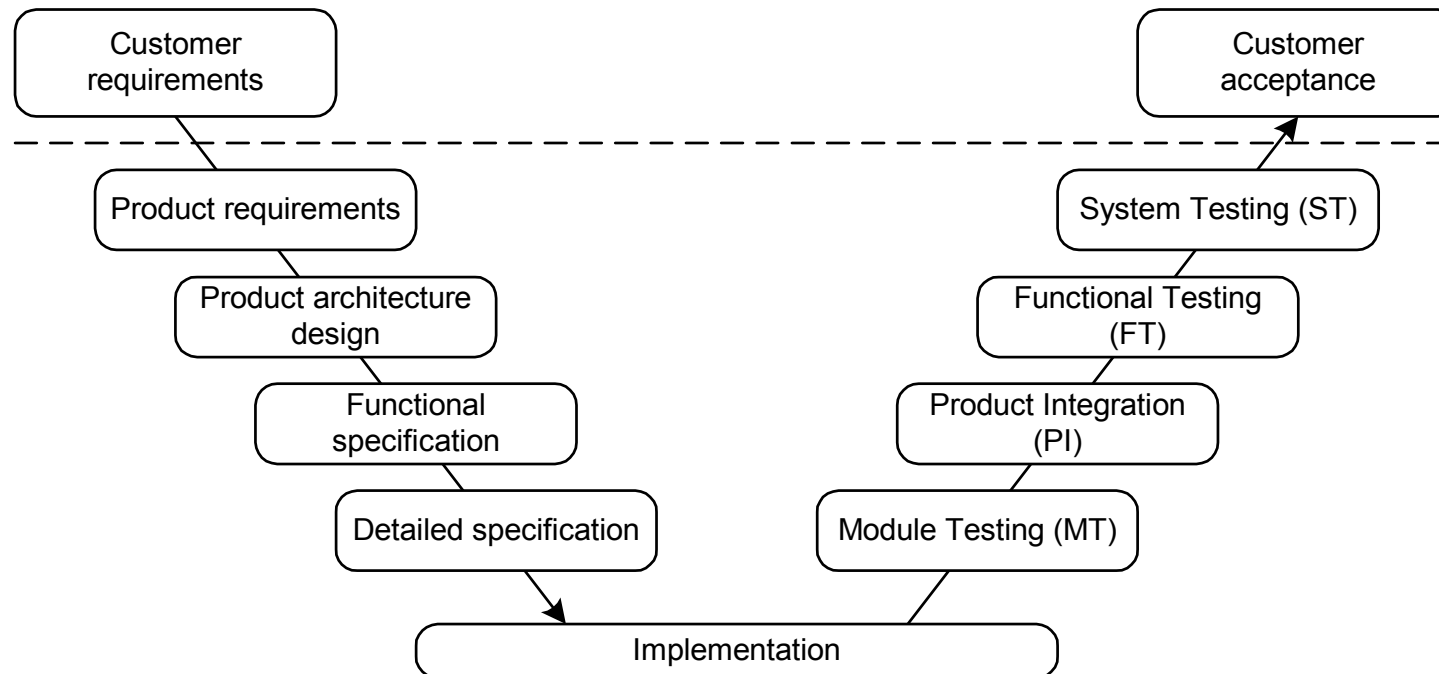 Customer
requirements
Customer
acceptance
Product requirements
System Testing (ST)
Product architecture
design
Functional Testing
(FT)
Functional
specification
Product Integration
(PI)
Detailed specification
Module Testing (MT)
Implementation